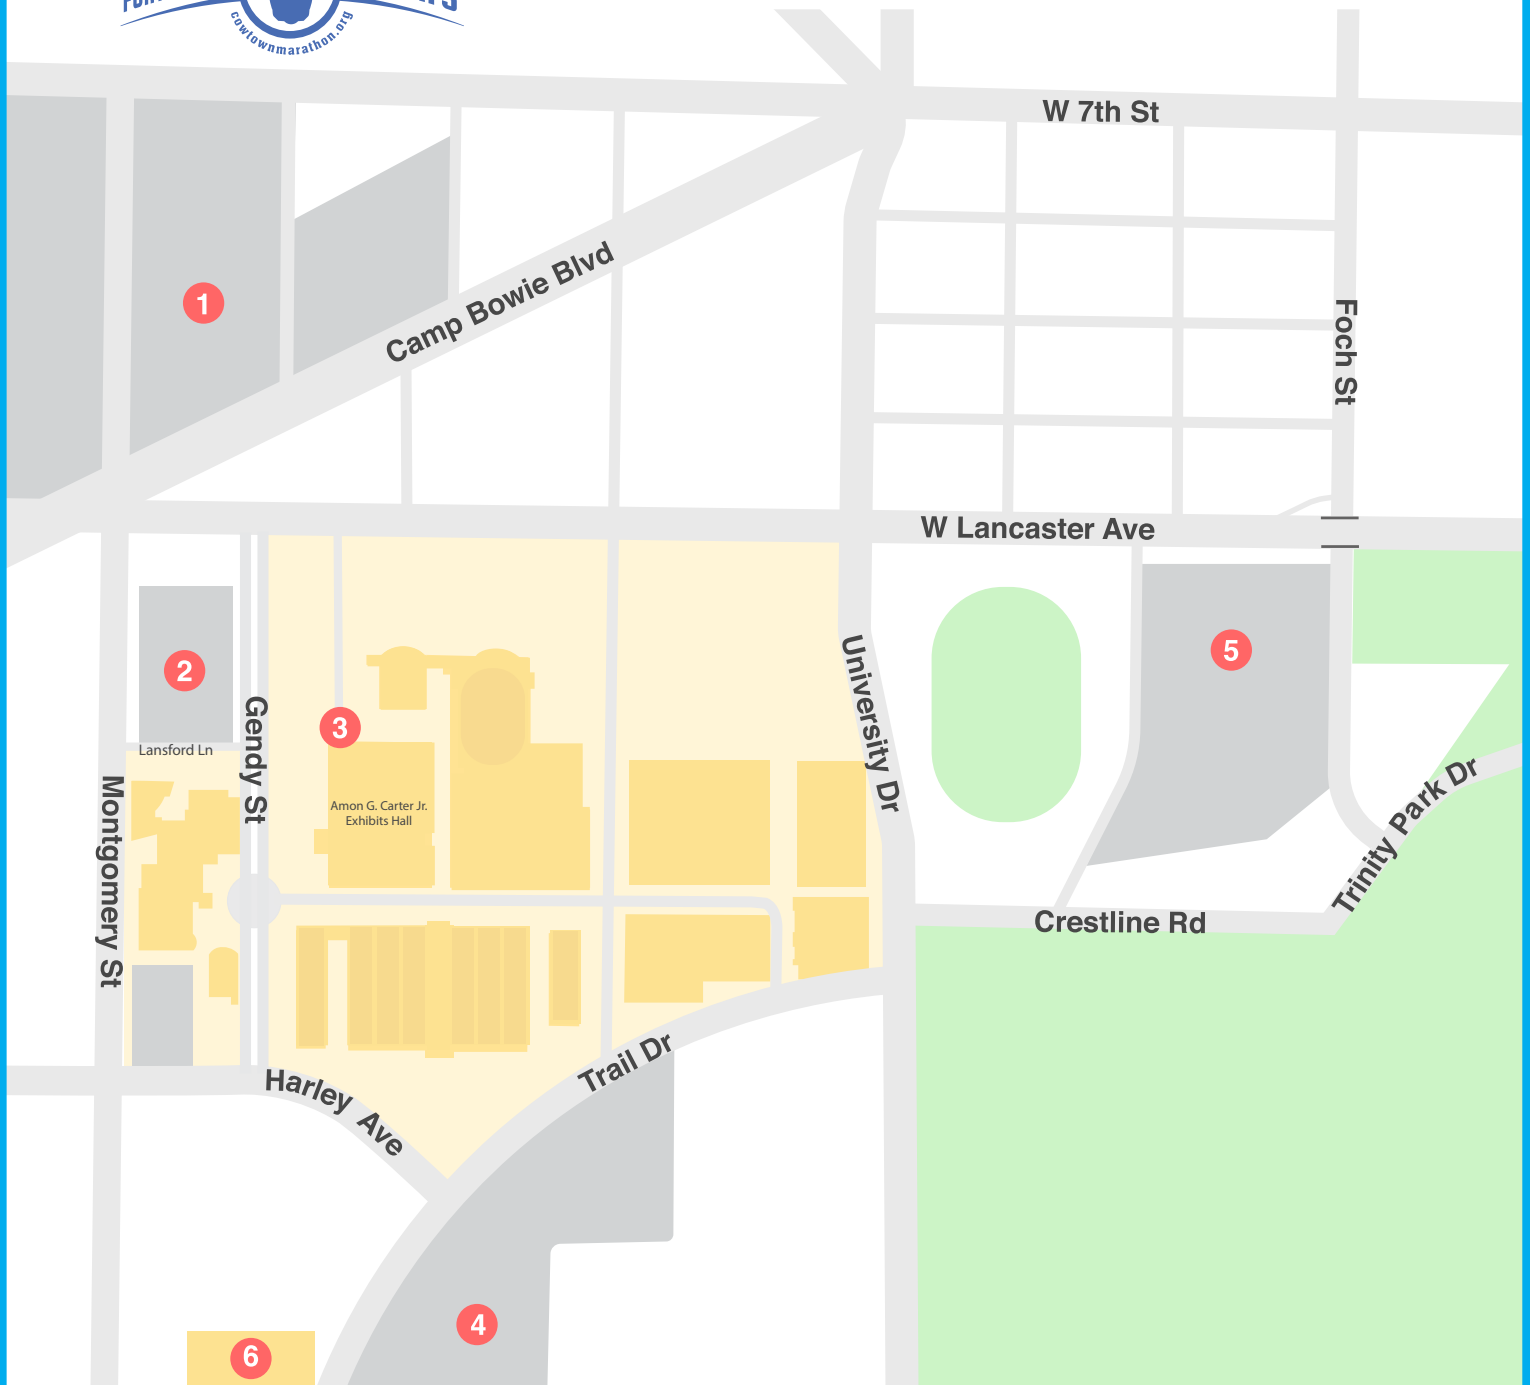 cowtownmarathon.org
W 7th St
Camp Bowie Blvd
1
Foch St
W Lancaster Ave
5
2
University Dr
Gendy St
3
Lansford Ln
Montgomery St
Amon G. Carter Jr.
Exhibits Hall
Trinity Park Dr
Crestline Rd
Trail Dr
Harley Ave
4
6